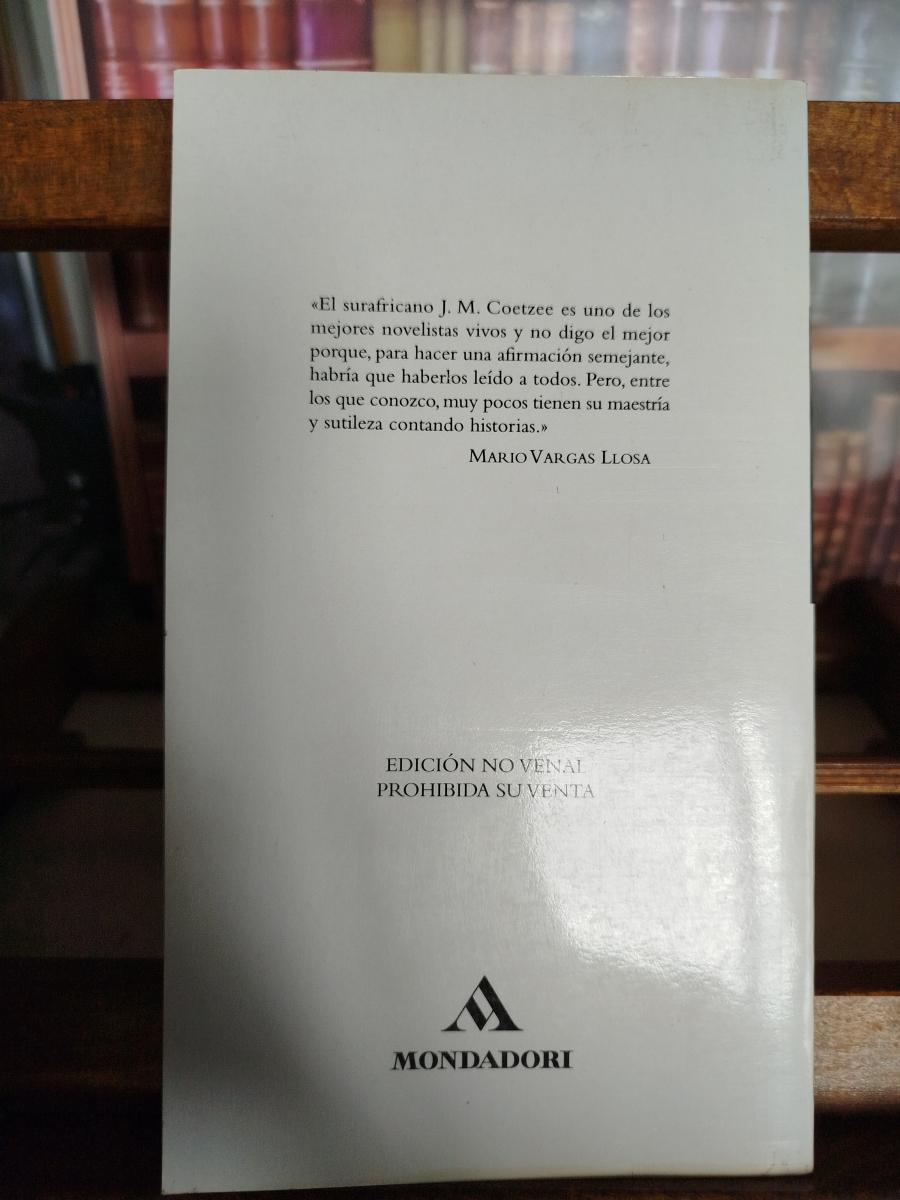 «El surafricano J. M. Coetzee es uno de los
mejores novelistas vivos y no digo el mejor
porque, para hacer una afirmación semejante,
habría que haberlos leído a todos. Pero, entre
los que conozco, muy pocos tienen su maestría
y sutileza contando historias.»
MARIO VARGAS LLOSA
EDICIÓN NO VENAL
PROHIBIDA SU VENTA
MONDADORI